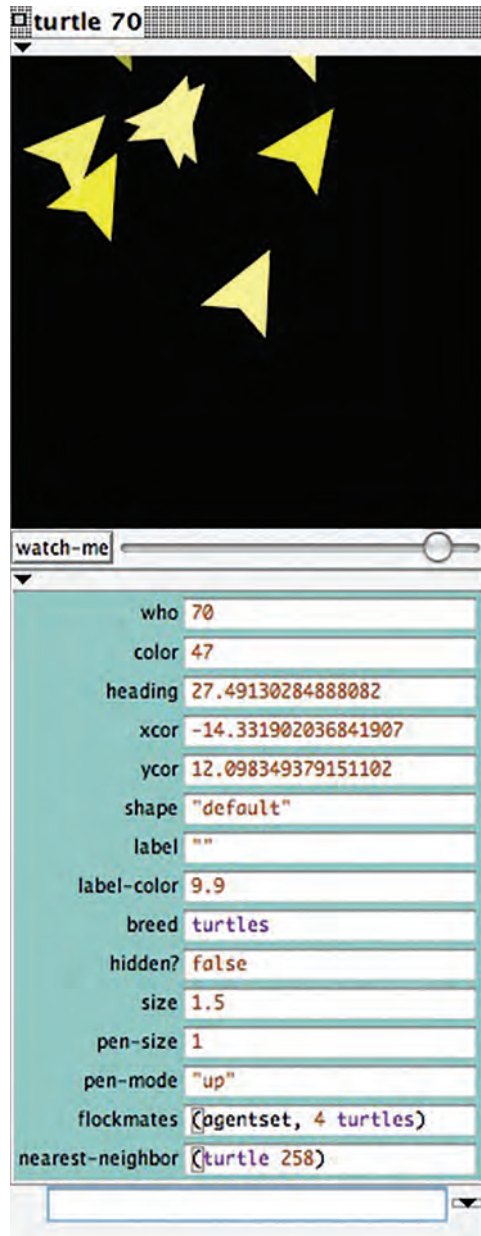 turtle 70
watch-me
who 70
color 47
heading 27.49130284888082
xcor -14.331902036841907
ycor 12.098349379151102
shape "default"
label ""
label-color 9.9
breed turtles
hidden? false
size 1.5
pen-size 1
pen-mode "up"
flockmates (agentset, 4 turtles)
nearest-neighbor (turtle 258)